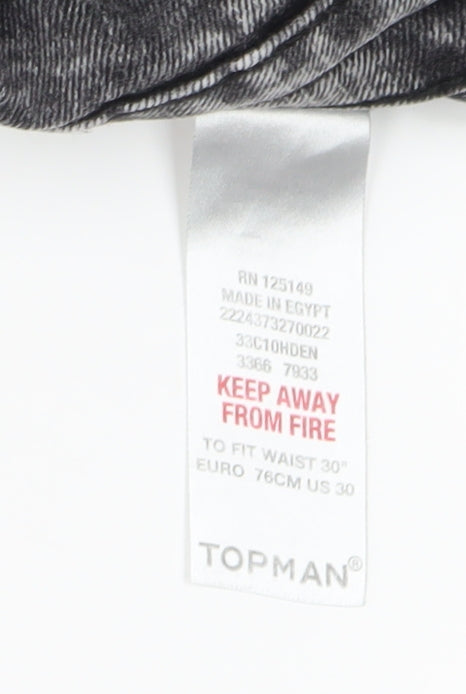 RN 125149
MADE IN EGYPT
2224373270022
33C10HDEN
3366 7933
KEEP AWAY
FROM FIRE
TO FIT WAIST 30"
EURO 76CM US 30
TOPMAN®